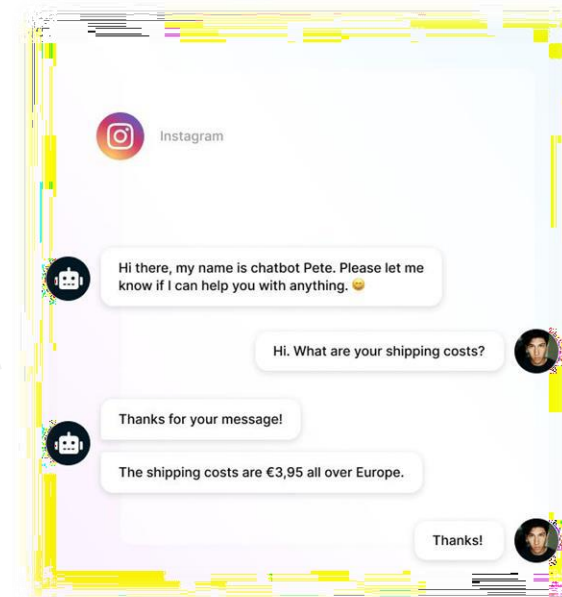 Instagram
Hi there, my name is chatbot Pete. Please let me
know if I can help you with anything. 😄
Hi. What are your shipping costs?
Thanks for your message!
The shipping costs are €3,95 all over Europe.
Thanks!